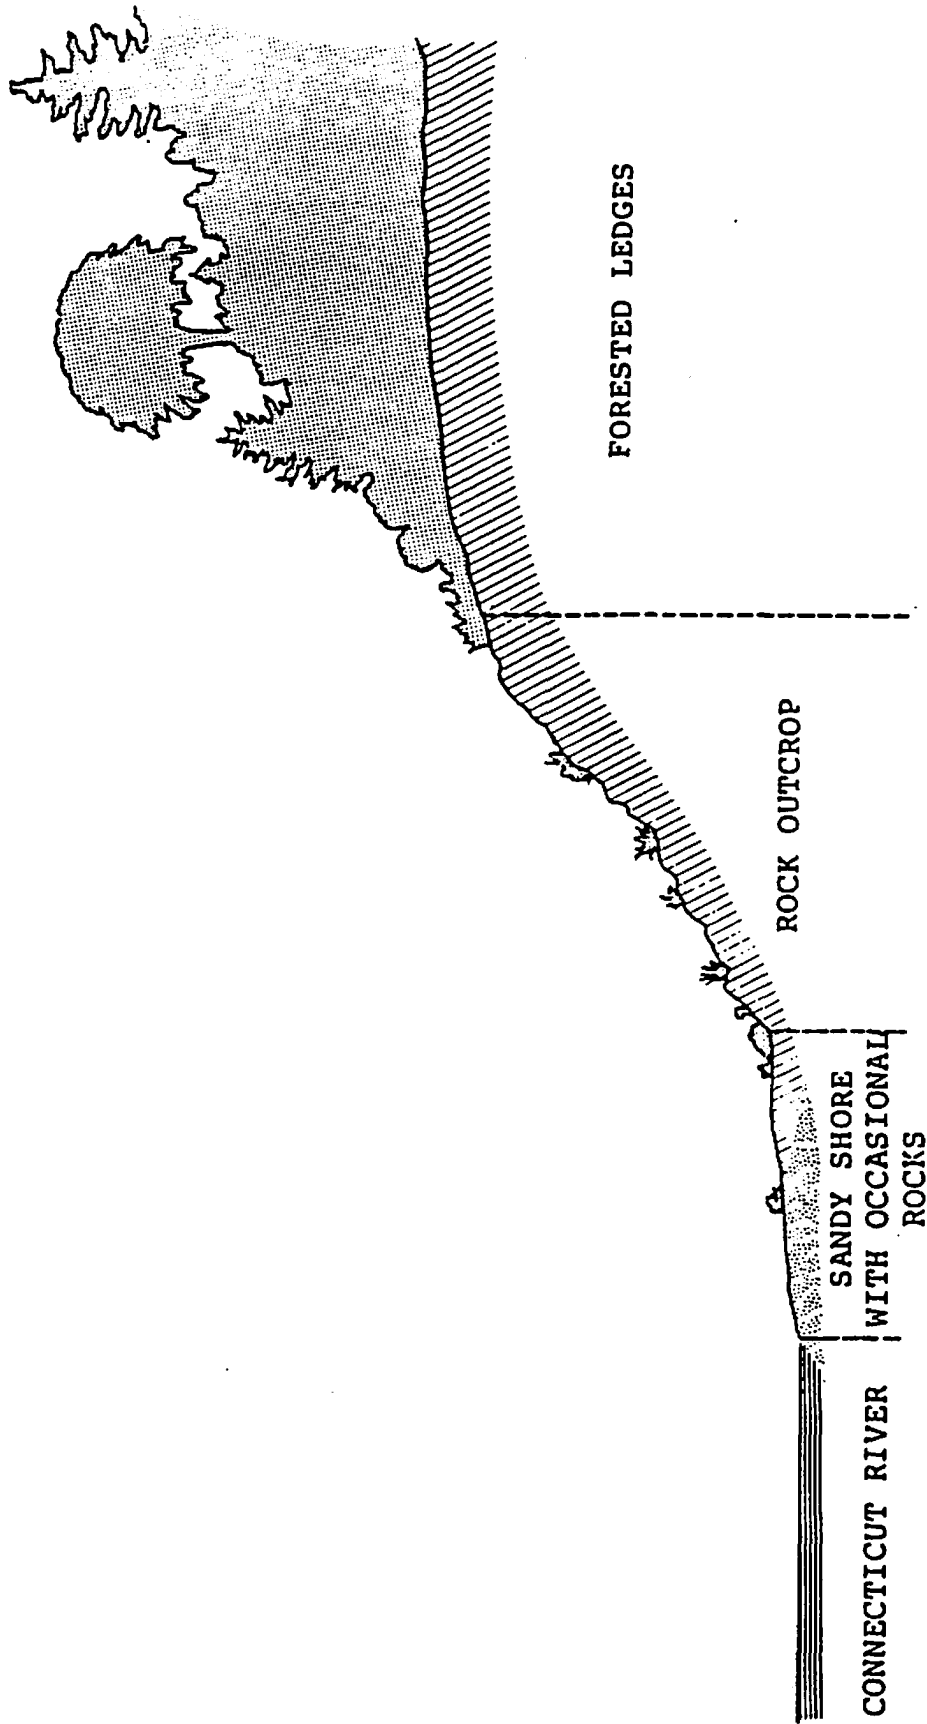 CONNECTICUT RIVER
SANDY SHORE
WITH OCCASIONAL
ROCKS
ROCK OUTCROP
FORESTED LEDGES